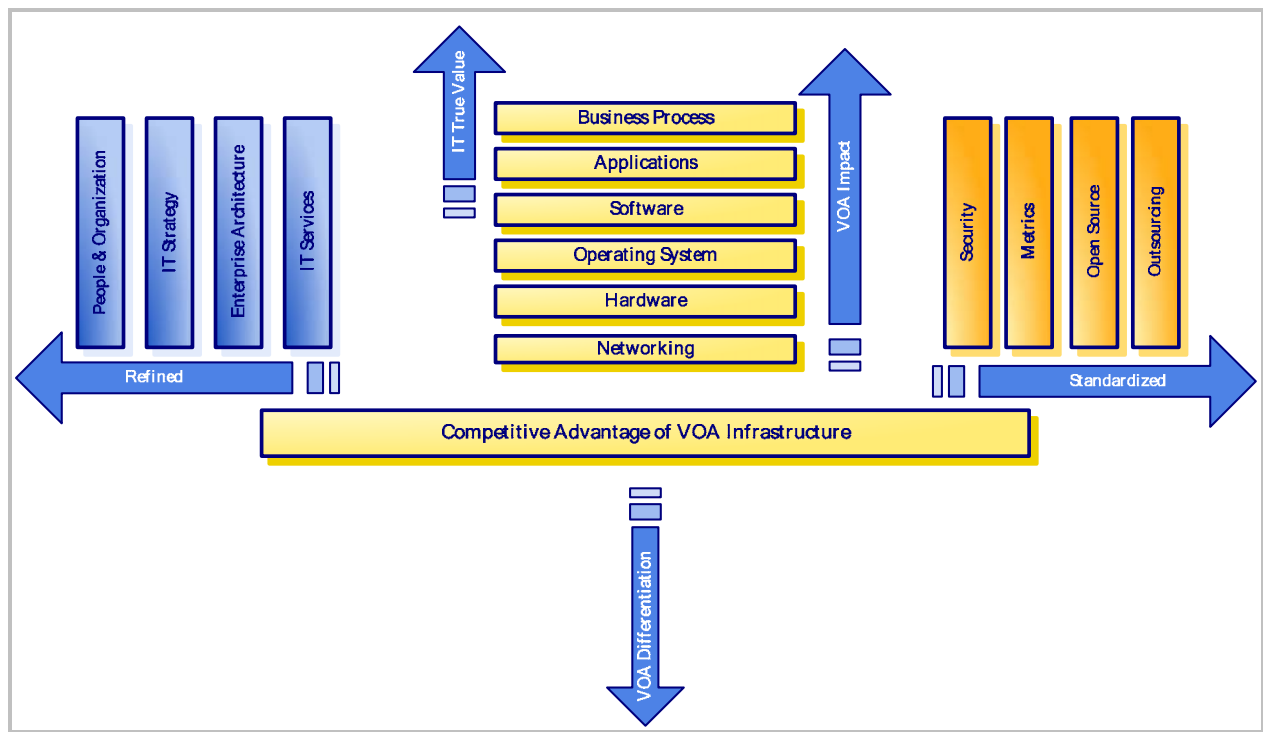 People & Organization
IT Strategy
Enterprise Architecture
IT Services
Refined
IT True Value
Business Process
Applications
Software
Operating System
Hardware
Networking
VOA Impact
Security
Metrics
Open Source
Outsourcing
Standardized
Competitive Advantage of VOA Infrastructure
VOA Differentiation